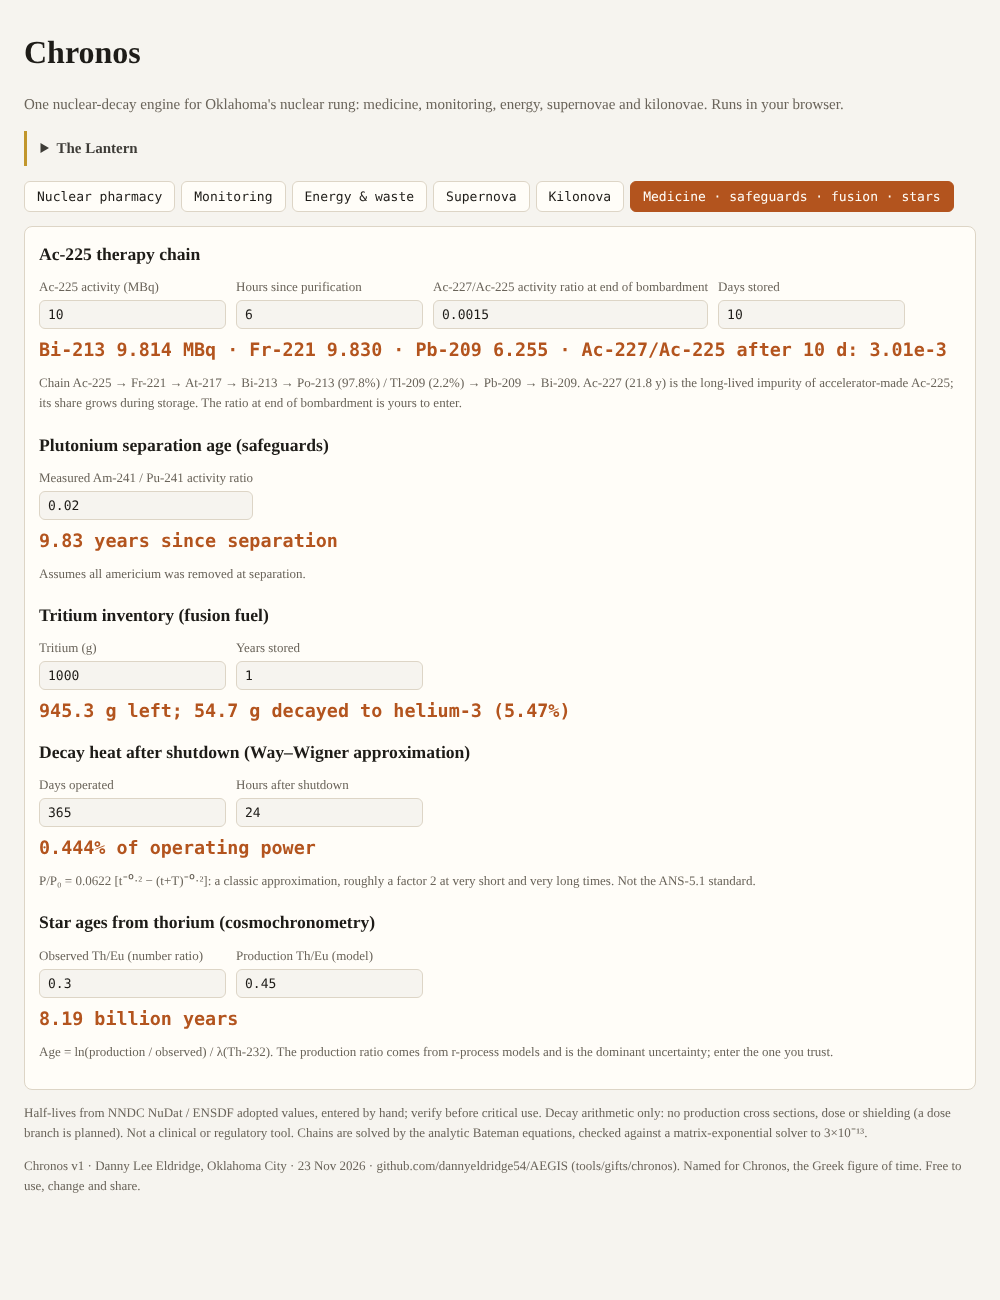 Chronos
One nuclear-decay engine for Oklahoma's nuclear rung: medicine, monitoring, energy, supernovae and kilonovae. Runs in your browser.
▶ The Lantern
Nuclear pharmacy
Monitoring
Energy & waste
Supernova
Kilonova
Medicine · safeguards · fusion · stars
Ac-225 therapy chain
Ac-225 activity (MBq)
Hours since purification
Ac-227/Ac-225 activity ratio at end of bombardment
Days stored
10
6
0.0015
10
Bi-213 9.814 MBq · Fr-221 9.830 · Pb-209 6.255 · Ac-227/Ac-225 after 10 d: 3.01e-3
Chain Ac-225 → Fr-221 → At-217 → Bi-213 → Po-213 (97.8%) / Tl-209 (2.2%) → Pb-209 → Bi-209. Ac-227 (21.8 y) is the long-lived impurity of accelerator-made Ac-225;
its share grows during storage. The ratio at end of bombardment is yours to enter.
Plutonium separation age (safeguards)
Measured Am-241 / Pu-241 activity ratio
0.02
9.83 years since separation
Assumes all americium was removed at separation.
Tritium inventory (fusion fuel)
Tritium (g)
Years stored
1000
1
945.3 g left; 54.7 g decayed to helium-3 (5.47%)
Decay heat after shutdown (Way–Wigner approximation)
Days operated
Hours after shutdown
365
24
0.444% of operating power
P/P₀ = 0.0622 [t⁻⁰·² − (t+T)⁻⁰·²]: a classic approximation, roughly a factor 2 at very short and very long times. Not the ANS-5.1 standard.
Star ages from thorium (cosmochronometry)
Observed Th/Eu (number ratio)
Production Th/Eu (model)
0.3
0.45
8.19 billion years
Age = ln(production / observed) / λ(Th-232). The production ratio comes from r-process models and is the dominant uncertainty; enter the one you trust.
Half-lives from NNDC NuDat / ENSDF adopted values, entered by hand; verify before critical use. Decay arithmetic only: no production cross sections, dose or shielding (a dose
branch is planned). Not a clinical or regulatory tool. Chains are solved by the analytic Bateman equations, checked against a matrix-exponential solver to 3×10⁻¹³.
Chronos v1 · Danny Lee Eldridge, Oklahoma City · 23 Nov 2026 · github.com/dannyeldridge54/AEGIS (tools/gifts/chronos). Named for Chronos, the Greek figure of time. Free to
use, change and share.